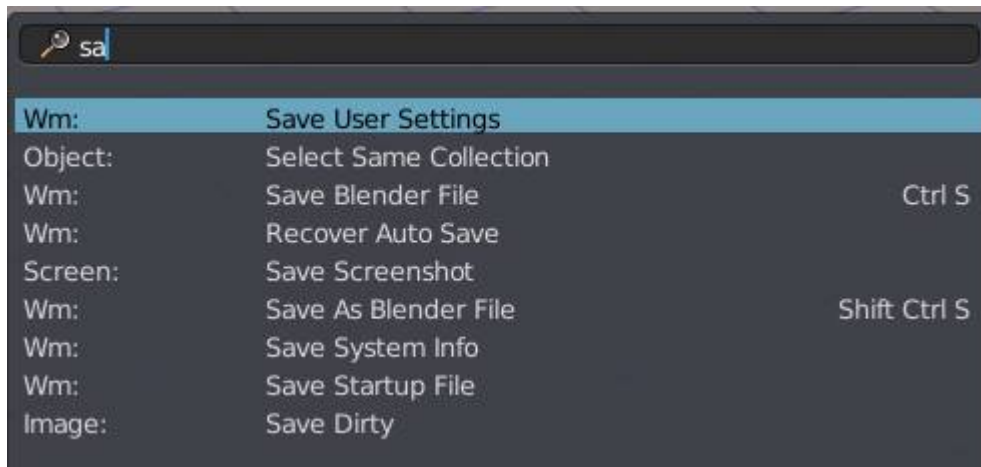 sa
Wm: Save User Settings
Object: Select Same Collection
Wm: Save Blender File Ctrl S
Wm: Recover Auto Save
Screen: Save Screenshot
Wm: Save As Blender File Shift Ctrl S
Wm: Save System Info
Wm: Save Startup File
Image: Save Dirty